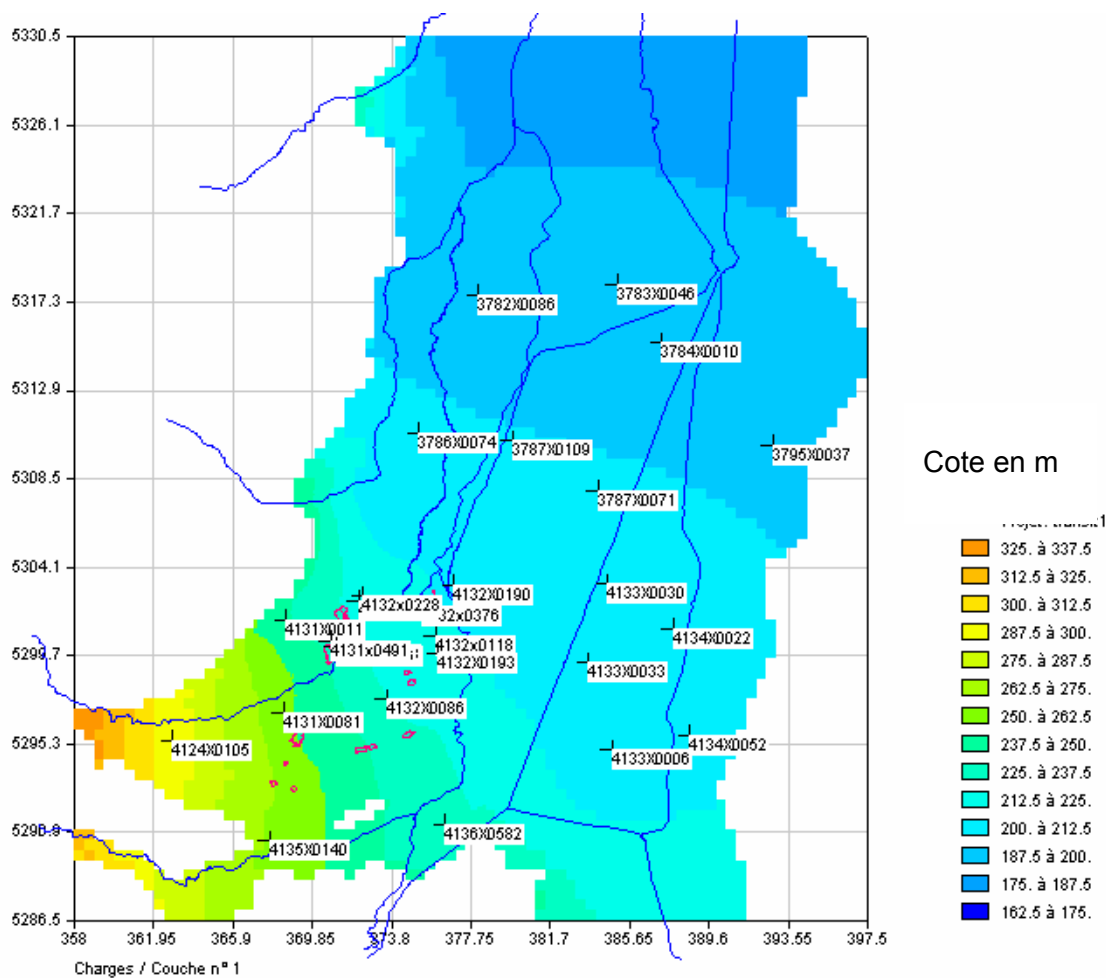 5330.5
5326.1
5321.7
5317.3
3783X0046
3782X0086
3784X0010
5312.9
3786X0074
3787X0109
3795X0037
5308.5
3787X0071
5304.1
4132X0190
4133X0030
4132x0228
32x0376
4131X0011
4134X0022
4132x0118
4131x0491
5299.7
4132X0193
4133X0033
4132X0086
4131X0081
4134X0052
5295.3
4124X0105
4133X0006
4136X0582
4135X0140
5286.5
358
361.95
365.9
369.85
373.8
377.75
381.7
385.65
389.6
393.55
397.5
Charges / Couche n° 1
Cote en m
325. à 337.5
312.5 à 325.
300. à 312.5
287.5 à 300.
275. à 287.5
262.5 à 275.
250. à 262.5
237.5 à 250.
225. à 237.5
212.5 à 225.
200. à 212.5
187.5 à 200.
175. à 187.5
162.5 à 175.